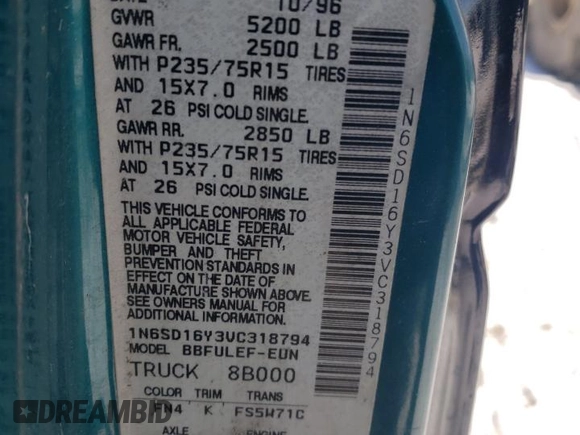 DATE 10/96
GVWR 5200 LB
GAWR FR. 2500 LB
WITH P235/75R15 TIRES
AND 15X7.0 RIMS
AT 26 PSI COLD SINGLE.
GAWR RR. 2850 LB
WITH P235/75R15 TIRES
AND 15X7.0 RIMS
AT 26 PSI COLD SINGLE.
THIS VEHICLE CONFORMS TO
ALL APPLICABLE FEDERAL
MOTOR VEHICLE SAFETY,
BUMPER AND THEFT
PREVENTION STANDARDS IN
EFFECT ON THE DATE OF
MANUFACTURE SHOWN ABOVE.
SEE OWNERS MANUAL FOR
ADDITIONAL INFORMATION.
1N6SD16Y3VC318794
MODEL BBFULEF-EUN
TRUCK 8B000
COLOR TRIM TRANS
FN4 K FS5W71C
AXLE ENGINE
1N6SD16Y3VC318794
DREAMBID